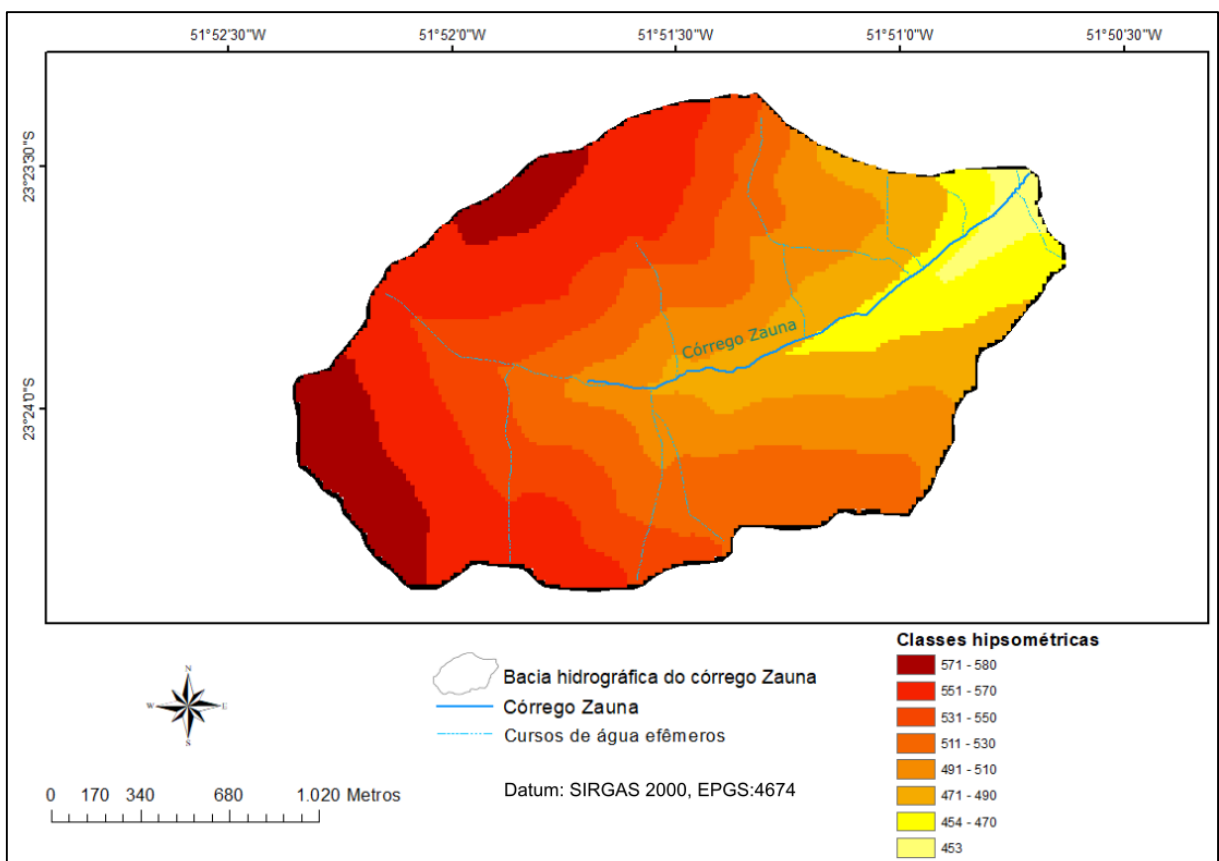 51°52'30"W 51°52'0"W 51°51'30"W 51°51'0"W 51°50'30"W
23°23'30"S
23°24'0"S
Córrego Zauna
Classes hipsométricas
571 - 580
551 - 570
531 - 550
511 - 530
491 - 510
471 - 490
454 - 470
453
N
W E
S
Bacia hidrográfica do córrego Zauna
Córrego Zauna
Cursos de água efêmeros
Datum: SIRGAS 2000, EPGS:4674
0 170 340 680 1.020 Metros